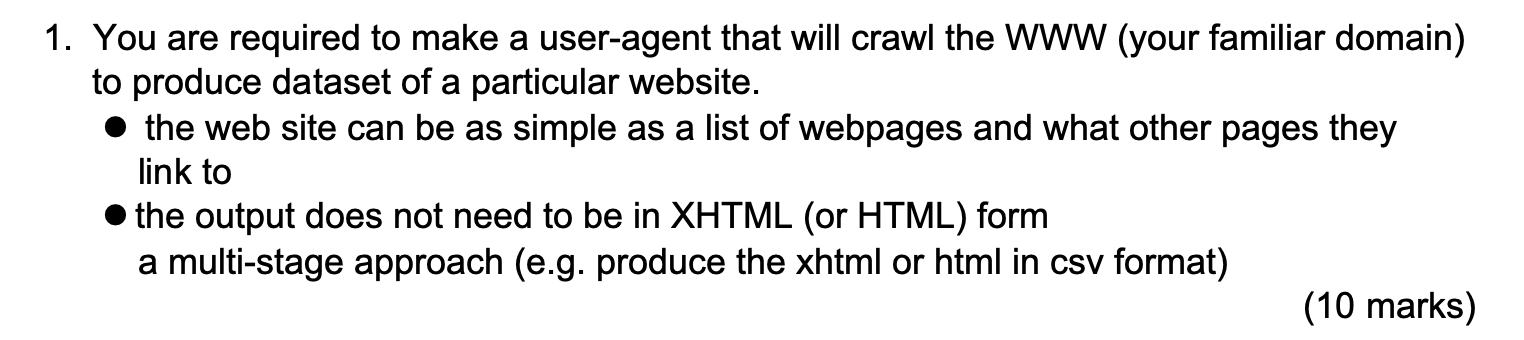 1. You are required to make a user-agent that will crawl the WWW (your familiar domain)
to produce dataset of a particular website.
● the web site can be as simple as a list of webpages and what other pages they
link to
● the output does not need to be in XHTML (or HTML) form
a multi-stage approach (e.g. produce the xhtml or html in csv format)
(10 marks)